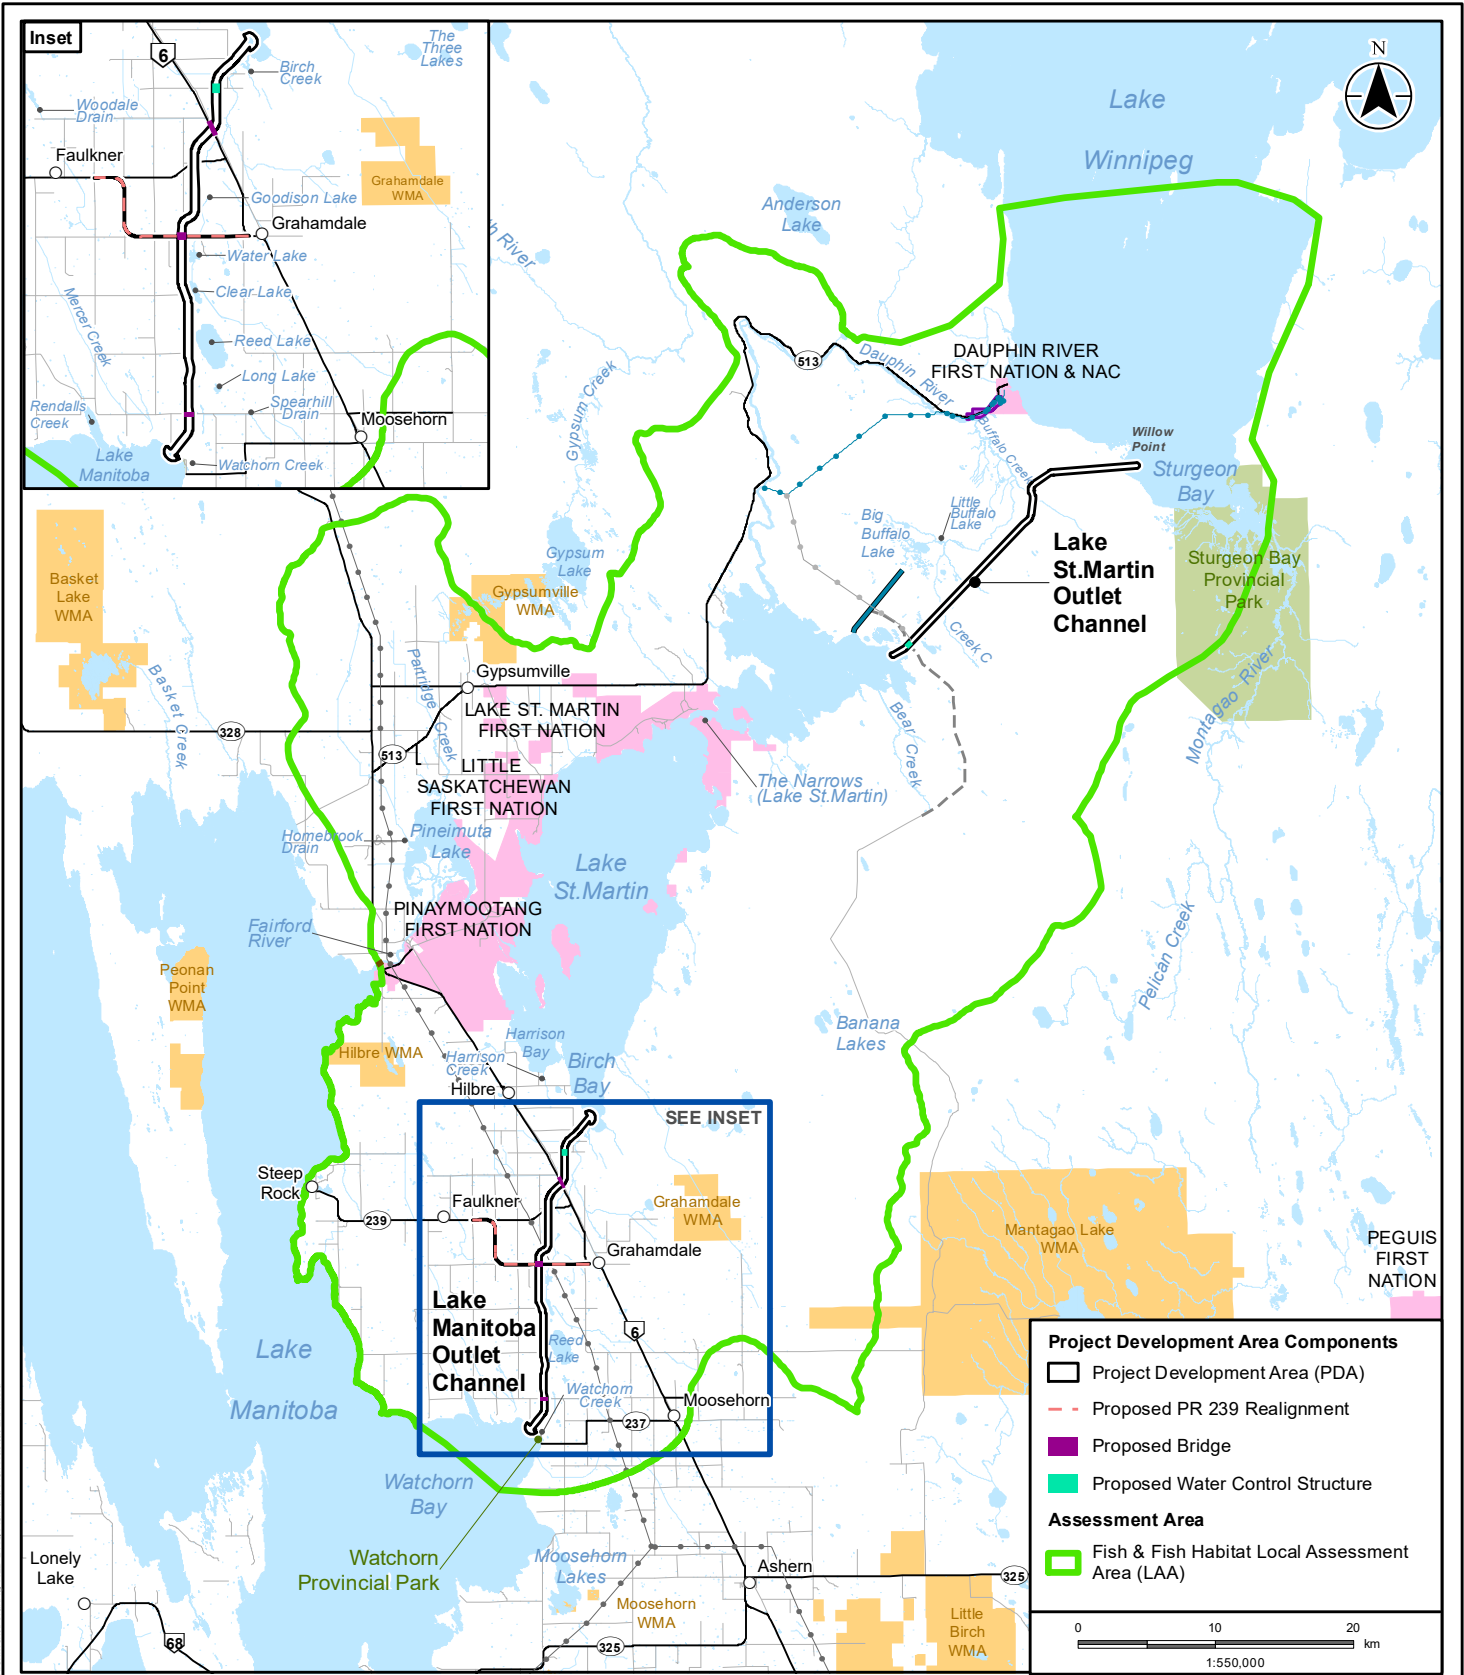 Inset
6
The
Three
Lakes
Birch
Creek
Woodale
Drain
Faulkner
Grahamdale
WMA
Goodison Lake
Grahamdale
Water Lake
Clear Lake
Mercer Creek
Reed Lake
Long Lake
Rendalls
Creek
Spearhill
Drain
Moosehorn
Lake
Manitoba
Watchorn Creek
N
Lake
Winnipeg
Anderson
Lake
th River
513
Dauphin River
DAUPHIN RIVER
FIRST NATION & NAC
Gypsum Creek
Buffalo Creek
Willow
Point
Sturgeon
Bay
Big
Buffalo
Lake
Little
Buffalo
Lake
Lake
St.Martin
Outlet
Channel
Sturgeon Bay
Provincial
Park
Gypsum
Lake
Basket
Lake
WMA
Gypsumville
WMA
Creek C
Basket Creek
Partridge Creek
Gypsumville
LAKE ST. MARTIN
FIRST NATION
328
513
Bear Creek
Montagao River
LITTLE
SASKATCHEWAN
FIRST NATION
The Narrows
(Lake St.Martin)
Homebrook
Drain
Pineimuta
Lake
Lake
St.Martin
PINAYMOOTANG
FIRST NATION
Fairford
River
Peonan
Point
WMA
Pelican Creek
Banana
Lakes
Hilbre WMA
Harrison
Bay
Harrison
Creek
Birch
Bay
Hilbre
SEE INSET
Steep
Rock
239
Faulkner
Grahamdale
WMA
Grahamdale
Mantagao Lake
WMA
PEGUIS
FIRST
NATION
Lake
Manitoba
Outlet
Channel
6
Reed
Lake
Lake
Manitoba
Watchorn
Creek
Moosehorn
237
Watchorn
Bay
Watchorn
Provincial Park
Moosehorn
Lakes
Lonely
Lake
Ashern
325
Moosehorn
WMA
Little
Birch
WMA
68
325
Project Development Area Components
Project Development Area (PDA)
Proposed PR 239 Realignment
Proposed Bridge
Proposed Water Control Structure
Assessment Area
Fish & Fish Habitat Local Assessment
Area (LAA)
0 10 20
km
1:550,000